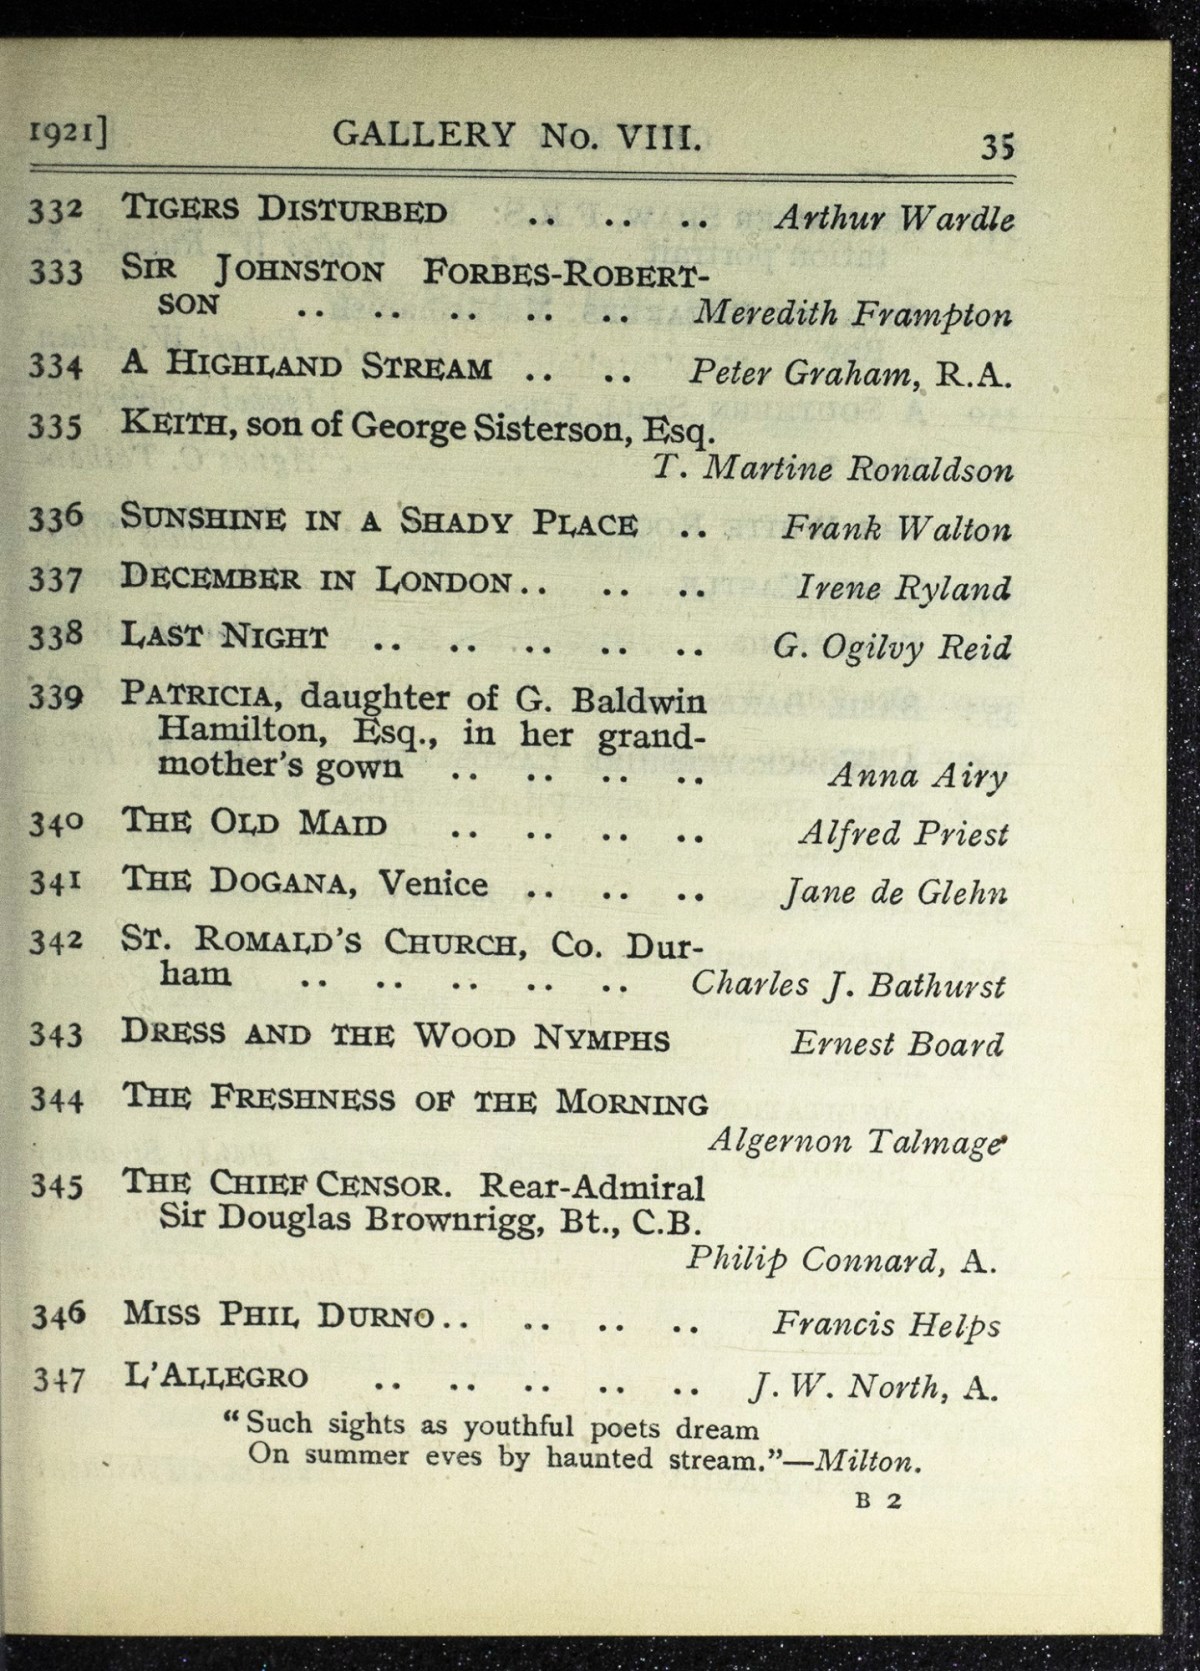 1921] GALLERY No. VIII. 35
332 TIGERS DISTURBED .. .. .. Arthur Wardle
333 SIR JOHNSTON FORBES-ROBERT-
SON .. .. .. .. .. Meredith Frampton
334 A HIGHLAND STREAM .. .. Peter Graham, R.A.
335 KEITH, son of George Sisterson, Esq.
T. Martine Ronaldson
336 SUNSHINE IN A SHADY PLACE .. Frank Walton
337 DECEMBER IN LONDON .. .. .. Irene Ryland
338 LAST NIGHT .. .. .. .. .. G. Ogilvy Reid
339 PATRICIA, daughter of G. Baldwin
Hamilton, Esq., in her grand-
mother's gown .. .. .. .. Anna Airy
340 THE OLD MAID .. .. .. .. Alfred Priest
341 THE DOGANA, Venice .. .. .. Jane de Glehn
342 ST. ROMALD'S CHURCH, Co. Dur-
ham .. .. .. .. .. Charles J. Bathurst
343 DRESS AND THE WOOD NYMPHS Ernest Board
344 THE FRESHNESS OF THE MORNING
Algernon Talmage
345 THE CHIEF CENSOR. Rear-Admiral
Sir Douglas Brownrigg, Bt., C.B.
Philip Connard, A.
346 MISS PHIL DURNO .. .. .. .. Francis Helps
347 L'ALLEGRO .. .. .. .. .. J. W. North, A.
"Such sights as youthful poets dream
On summer eves by haunted stream."—Milton.
B 2